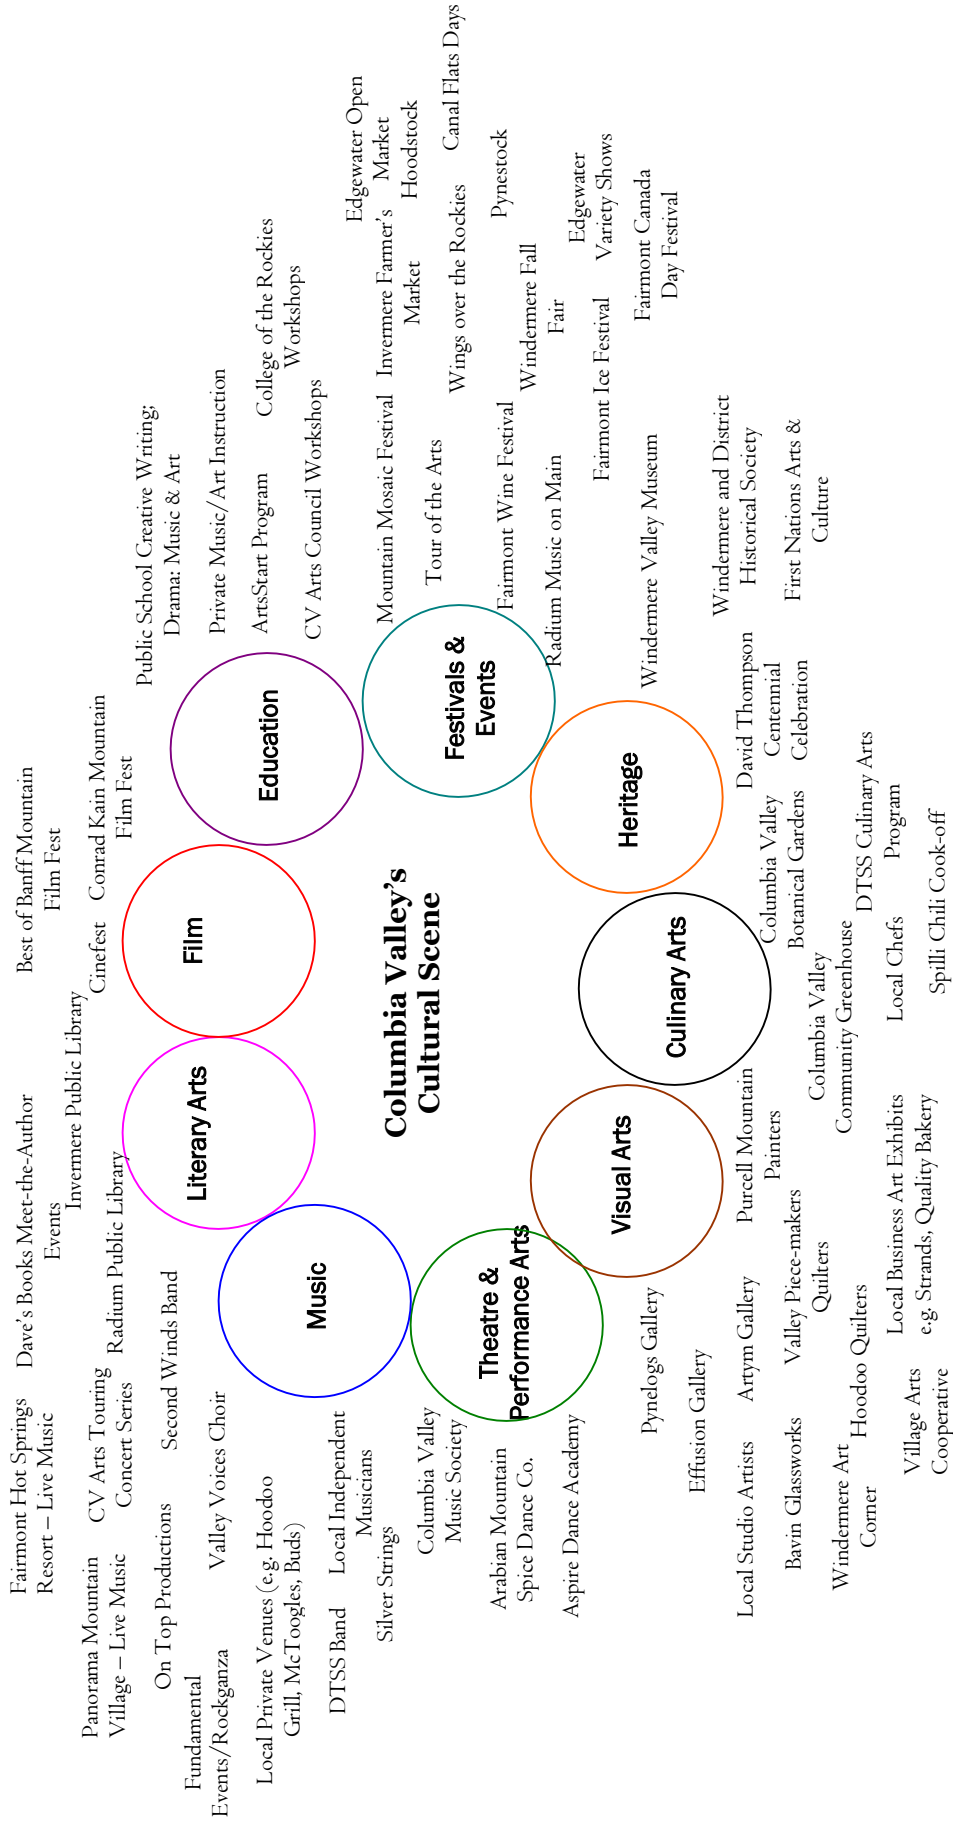 Columbia Valley's
Cultural Scene
Music
Fairmont Hot Springs
Resort – Live Music
CV Arts Touring
Concert Series
Panorama Mountain
Village – Live Music
Second Winds Band
On Top Productions
Valley Voices Choir
Fundamental
Events/Rockganza
Local Private Venues (e.g. Hoodoo
Grill, McToogles, Buds)
Local Independent
Musicians
DTSS Band
Silver Strings
Columbia Valley
Music Society
Literary Arts
Dave's Books Meet-the-Author
Events
Invermere Public Library
Radium Public Library
Film
Best of Banff Mountain
Film Fest
Cinefest
Conrad Kain Mountain
Film Fest
Education
Public School Creative Writing;
Drama: Music & Art
Private Music/Art Instruction
ArtsStart Program
College of the Rockies
Workshops
CV Arts Council Workshops
Festivals &
Events
Edgewater Open
Market
Mountain Mosaic Festival
Invermere Farmer's
Market
Hoodstock
Tour of the Arts
Wings over the Rockies
Canal Flats Days
Fairmont Wine Festival
Pynestock
Windermere Fall
Fair
Radium Music on Main
Edgewater
Variety Shows
Fairmont Ice Festival
Fairmont Canada
Day Festival
Heritage
Windermere Valley Museum
Windermere and District
Historical Society
First Nations Arts &
Culture
David Thompson
Centennial
Celebration
Culinary Arts
Columbia Valley
Botanical Gardens
Columbia Valley
Community Greenhouse
DTSS Culinary Arts
Program
Local Chefs
Spilli Chili Cook-off
Visual Arts
Purcell Mountain
Painters
Pynelogs Gallery
Effusion Gallery
Artym Gallery
Local Studio Artists
Valley Piece-makers
Quilters
Bavin Glassworks
Hoodoo Quilters
Windermere Art
Corner
Local Business Art Exhibits
e.g. Strands, Quality Bakery
Village Arts
Cooperative
Theatre &
Performance Arts
Arabian Mountain
Spice Dance Co.
Aspire Dance Academy